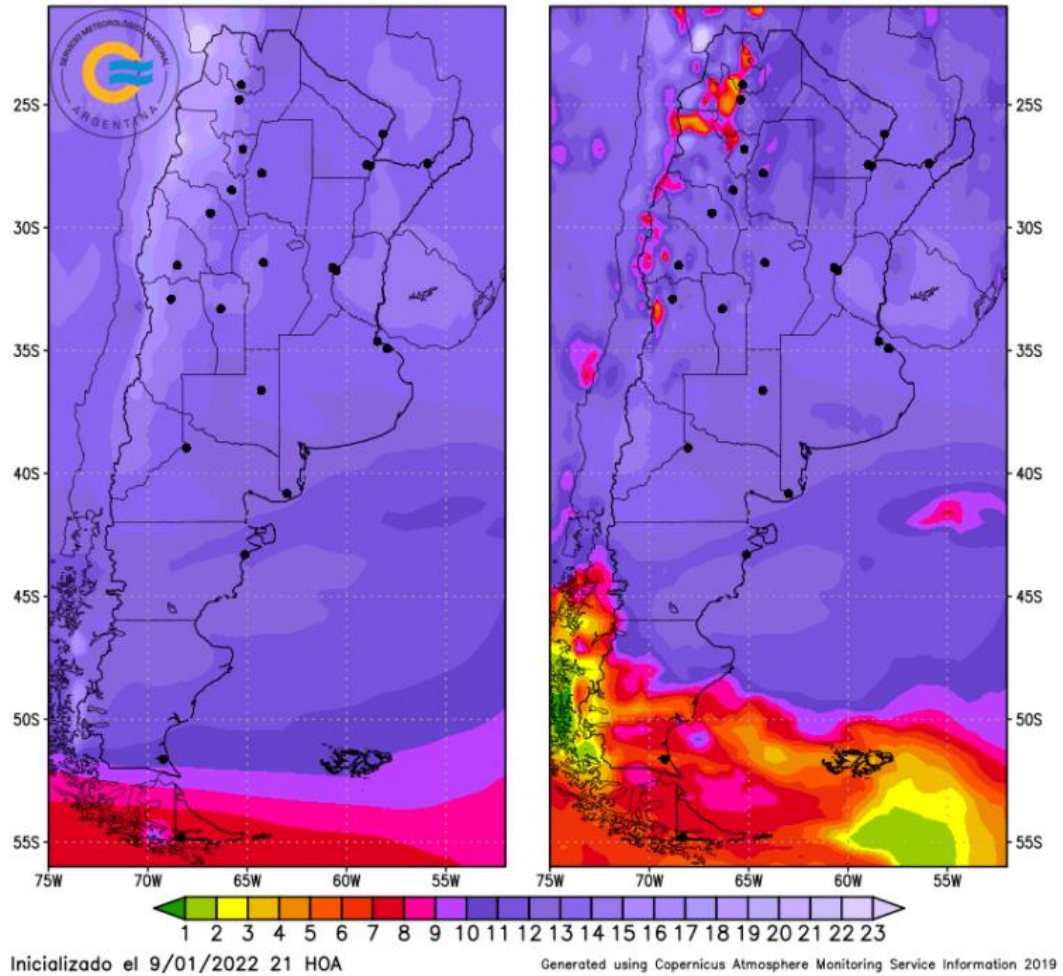 SERVICIO METEOROLÓGICO NACIONAL
ARGENTINA
25S
30S
35S
40S
45S
50S
55S
75W 70W 65W 60W 55W
25S
30S
35S
40S
45S
50S
55S
75W 70W 65W 60W 55W
1 2 3 4 5 6 7 8 9 10 11 12 13 14 15 16 17 18 19 20 21 22 23
Inicializado el 9/01/2022 21 HOA
Generated using Copernicus Atmosphere Monitoring Service Information 2019